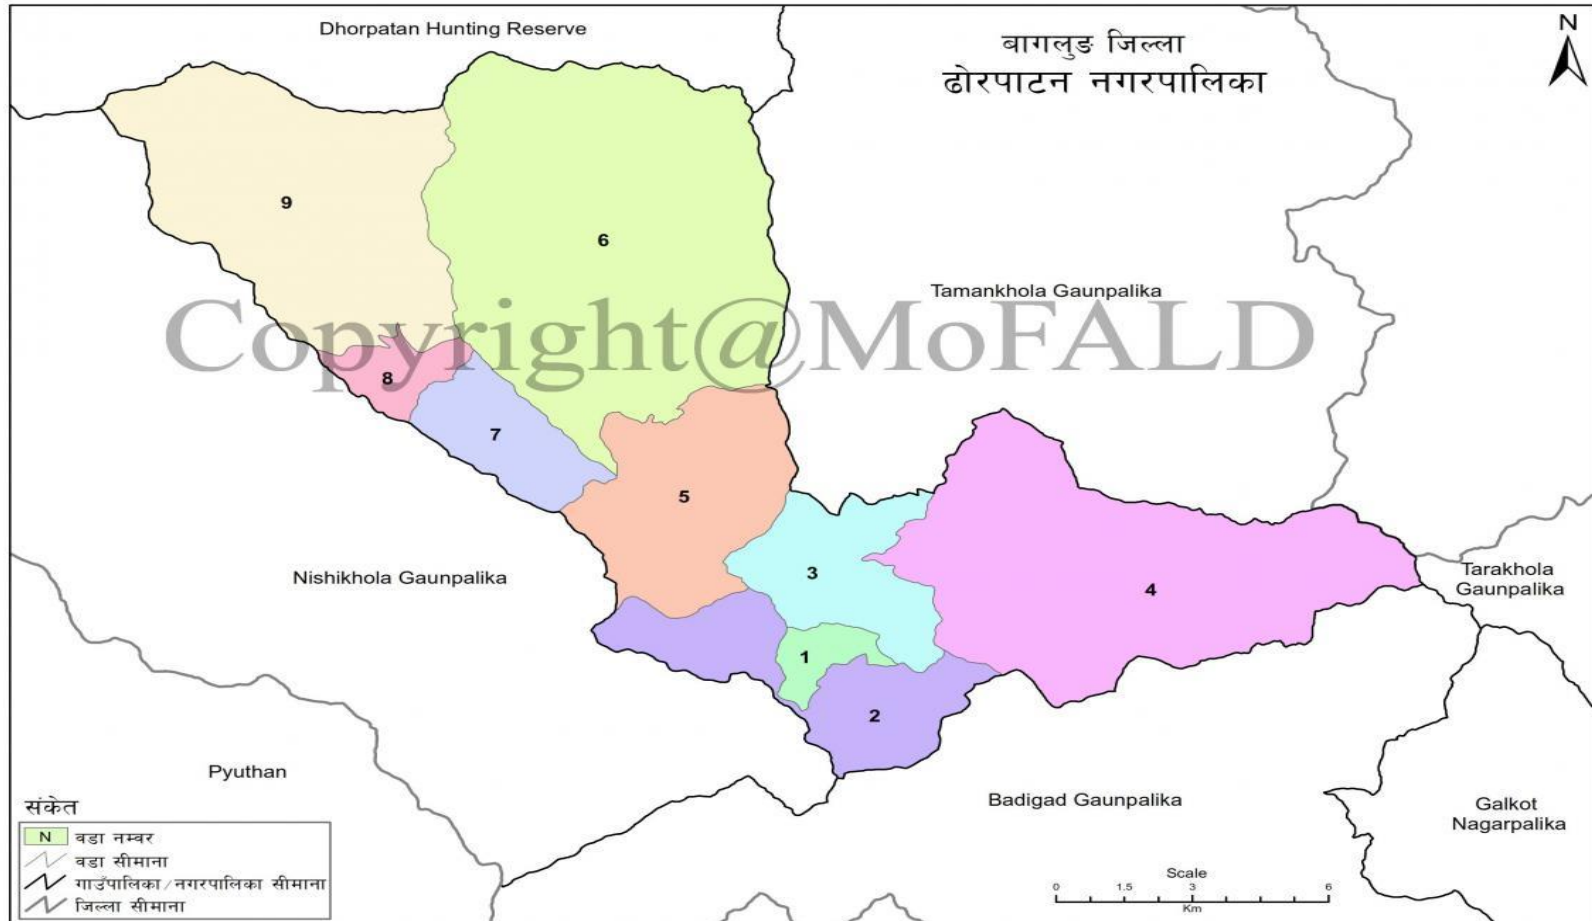 Dhorpatan Hunting Reserve
बागलुङ जिल्ला
ढोरपाटन नगरपालिका
N
9
6
Tamankhola Gaunpalika
Copyright@MoFALD
8
7
5
Nishikhola Gaunpalika
3
4
Tarakhola
Gaunpalika
1
2
Pyuthan
Badigad Gaunpalika
Galkot
Nagarpalika
संकेत
N वडा नम्वर
वडा सीमाना
गाउँपालिका/नगरपालिका सीमाना
जिल्ला सीमाना
Scale
0 1.5 3 6
Km